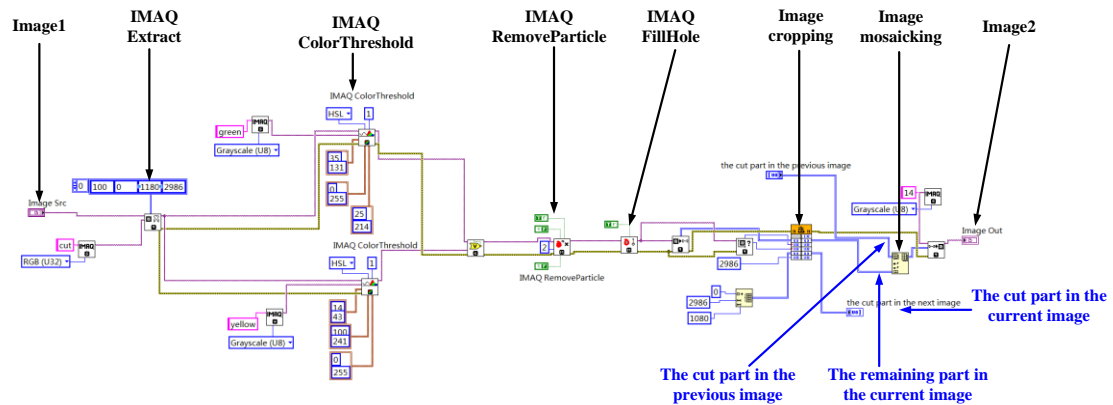 Image1
IMAQ
Extract
IMAQ
ColorThreshold
IMAQ
RemoveParticle
IMAQ
FillHole
Image
cropping
Image
mosaicking
Image2
IMAQ ColorThreshold
HSL
1
green
IMAQ
Grayscale (U8)
35
131
0
255
25
214
0
100
0
1180
2986
Image Src
cut
IMAQ
RGB (U32)
IMAQ ColorThreshold
HSL
1
14
43
100
241
0
255
yellow
IMAQ
Grayscale (U8)
2
IMAQ RemoveParticle
the cut part in the previous image
14
IMAQ
Grayscale (U8)
Image Out
2986
0
2986
1080
the cut part in the next image
The cut part in the
current image
The cut part in the
previous image
The remaining part in
the current image